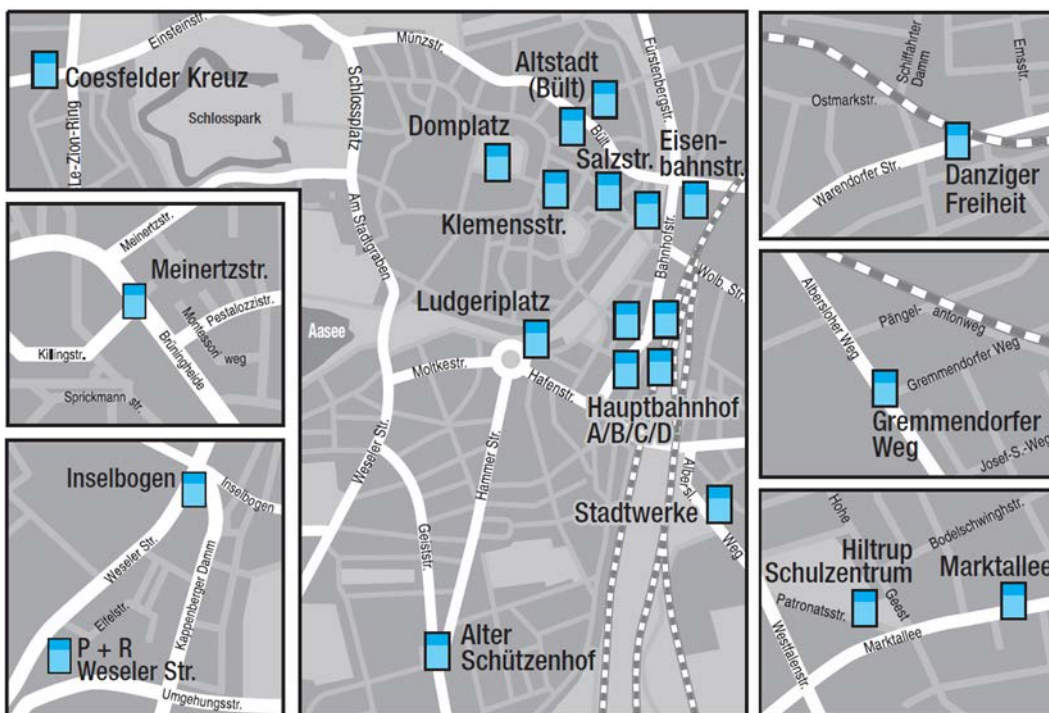 Coesfelder Kreuz
Einsteinstr.
Le-Zion-Ring
Schlosspark
Schlossplatz
Münzstr.
Altstadt
(Bült)
Bült
Fürstenbergstr.
Domplatz
Salzstr.
Eisen-
bahnstr.
Klemensstr.
Am Stadtgraben
Bahnhofstr.
Wolb. Str.
Ludgeriplatz
Aasee
Moltkestr.
Hafenstr.
Hauptbahnhof
A/B/C/D
Weseler Str.
Hammer Str.
Geiststr.
Albersl.
Weg
Stadtwerke
Alter
Schützenhof
Meinertzstr.
Meinertzstr.
Pestalozzistr.
Montessori
weg
Killingstr.
Brüningheide
Sprickmann str.
Inselbogen
Inselbogen
Weseler Str.
Kappenberger Damm
Eifelstr.
P + R
Weseler Str.
Umgehungsstr.
Schiffahrter
Damm
Emsstr.
Ostmarkstr.
Warendorfer Str.
Danziger
Freiheit
Albersloher Weg
Pängel-
antonweg
Gremmendorfer Weg
Gremmendorfer
Weg
Josef-S.-Weg
Hohe
Geest
Bodelschwinghstr.
Hiltrup
Schulzentrum
Marktallee
Patronatsstr.
Marktallee
Westfalenstr.